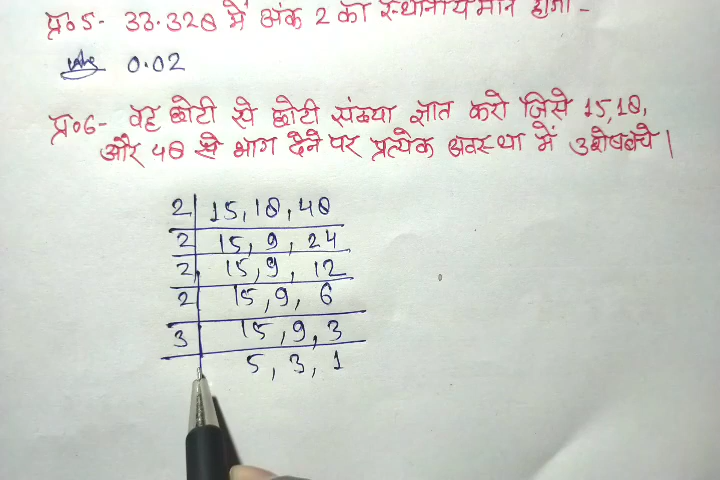 प्र०5- 33.328 में अंक 2 का स्थानीय मान होगा -
Ans 0.02
प्र०6- वह छोटी से छोटी संख्या ज्ञात करो जिसे 15,18,
और 48 से भाग देने पर प्रत्येक अवस्था में 3 शेष बचे।
2 15, 18, 48
2 15, 9, 24
2 15, 9, 12
2 15, 9, 6
3 15, 9, 3
5, 3, 1